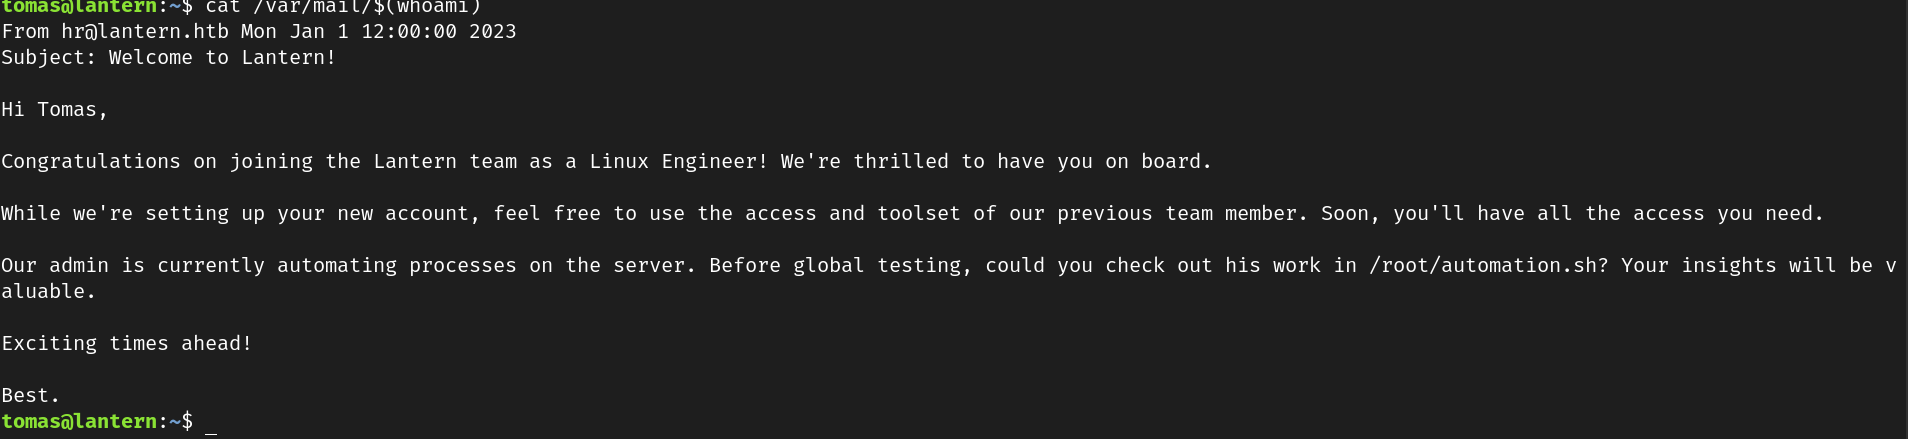 tomas@lantern:~$ cat /var/mail/$(whoami)
From hr@lantern.htb Mon Jan 1 12:00:00 2023
Subject: Welcome to Lantern!
Hi Tomas,
Congratulations on joining the Lantern team as a Linux Engineer! We're thrilled to have you on board.
While we're setting up your new account, feel free to use the access and toolset of our previous team member. Soon, you'll have all the access you need.
Our admin is currently automating processes on the server. Before global testing, could you check out his work in /root/automation.sh? Your insights will be v
aluable.
Exciting times ahead!
Best.
tomas@lantern:~$ _